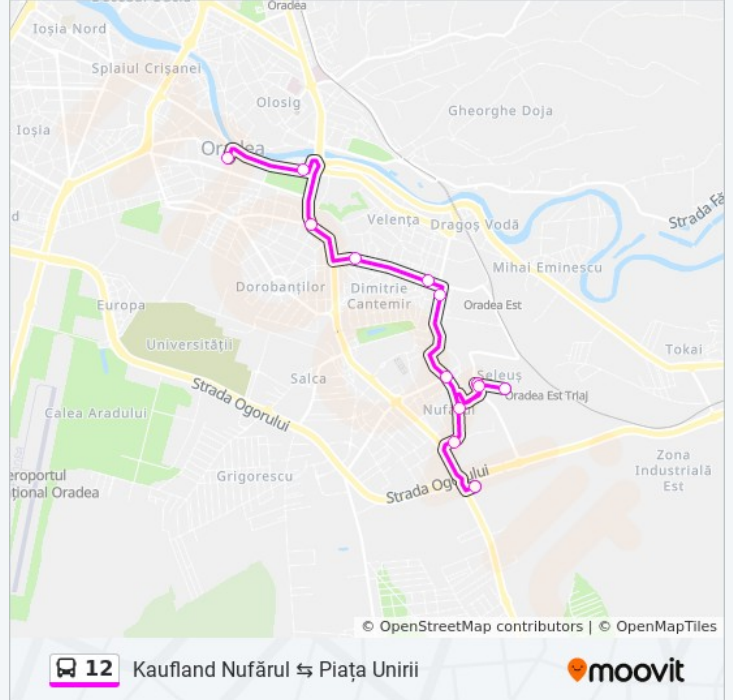 Oradea
Ioșia Nord
Splaiul Crișanei
Olosig
Gheorghe Doja
Ioșia
Oradea
Strada Fă
d
Velența
Dragoș Vodă
Mihai Eminescu
Dorobanților
Dimitrie
Cantemir
Oradea Est
Europa
Universității
Tokai
Salca
Seleuș
Oradea Est Triaj
Strada Ogorului
Calea Aradului
Nufărul
Zona
Industrială
Est
eroportul
țional Oradea
Grigorescu
Strada Ogorului
© OpenStreetMap contributors | © OpenMapTiles
12 Kaufland Nufărul ⇆ Piața Unirii
moovit